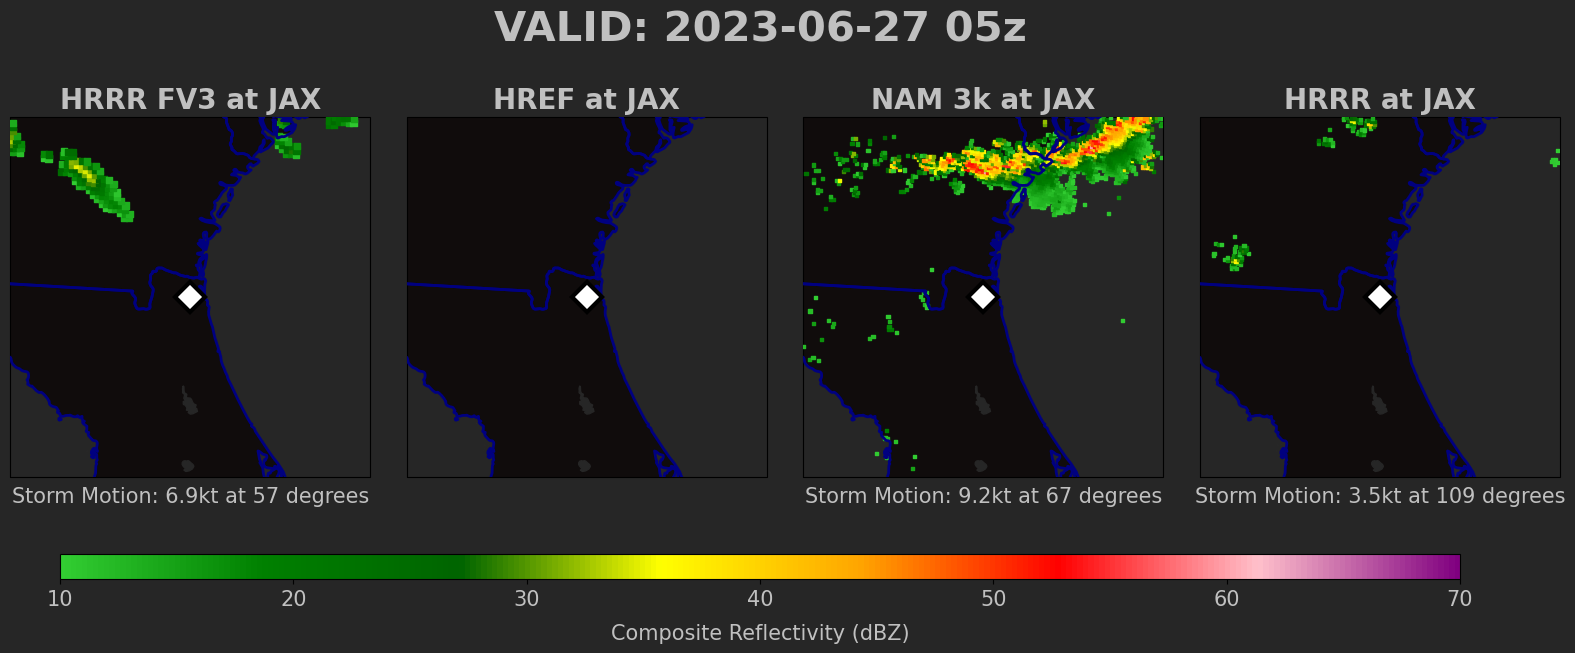 VALID: 2023-06-27 05z
HRRR FV3 at JAX
HREF at JAX
NAM 3k at JAX
HRRR at JAX
Storm Motion: 6.9kt at 57 degrees
Storm Motion: 9.2kt at 67 degrees
Storm Motion: 3.5kt at 109 degrees
10 20 30 40 50 60 70
Composite Reflectivity (dBZ)